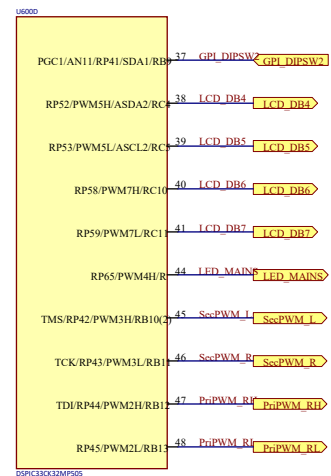 U600D
PGC1/AN11/RP41/SDA1/RB9 37 GPI_DIPSW2 GPI_DIPSW2
RP52/PWM5H/ASDA2/RC4 38 LCD_DB4 LCD_DB4
RP53/PWM5L/ASCL2/RC5 39 LCD_DB5 LCD_DB5
RP58/PWM7H/RC10 40 LCD_DB6 LCD_DB6
RP59/PWM7L/RC11 41 LCD_DB7 LCD_DB7
RP65/PWM4H/R 44 LED_MAINS LED_MAINS
TMS/RP42/PWM3H/RB10(2) 45 SecPWM_L SecPWM_L
TCK/RP43/PWM3L/RB11 46 SecPWM_R SecPWM_R
TDI/RP44/PWM2H/RB12 47 PriPWM_RH PriPWM_RH
RP45/PWM2L/RB13 48 PriPWM_RL PriPWM_RL
DSPIC33CK32MP505